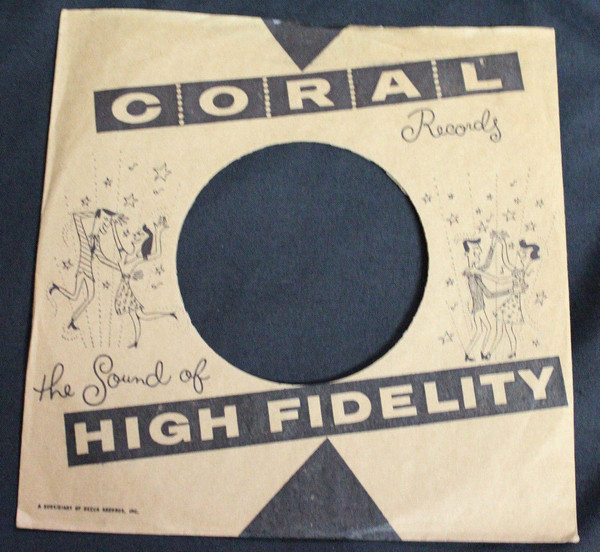 CORAL
Records
the Sound of
HIGH FIDELITY
A SUBSIDIARY OF DECCA RECORDS, INC.